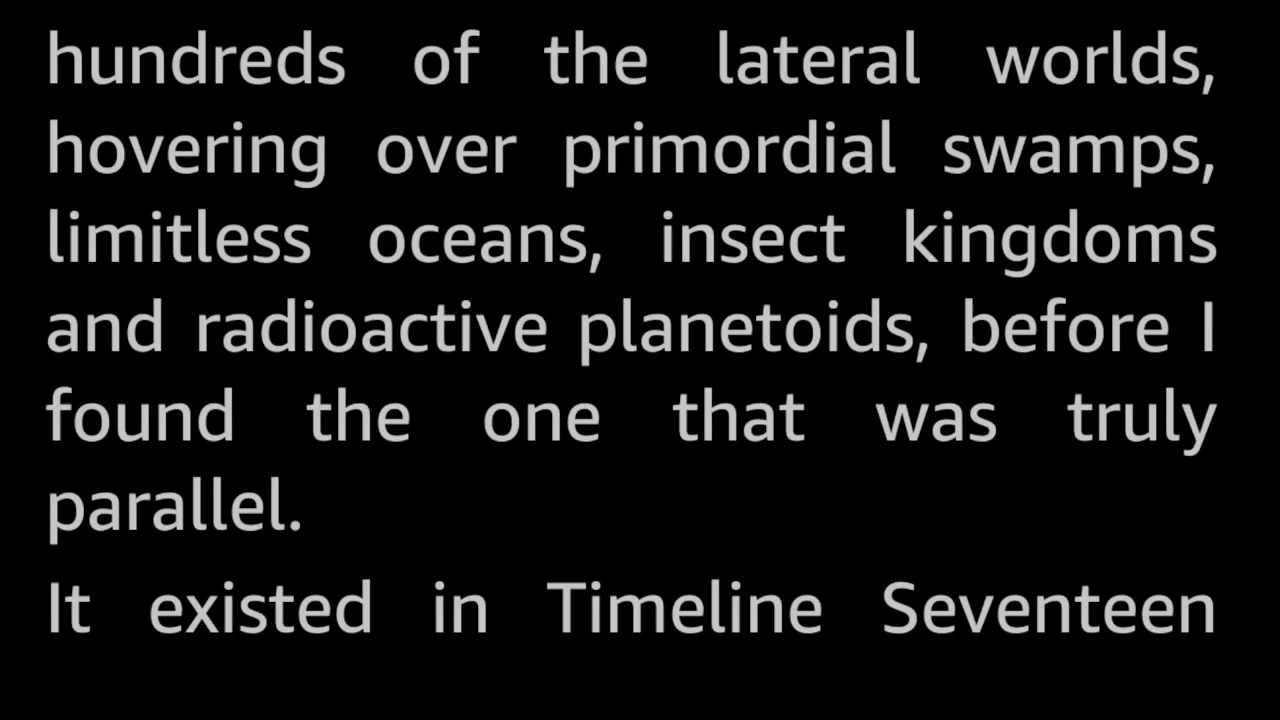 hundreds of the lateral worlds,
hovering over primordial swamps,
limitless oceans, insect kingdoms
and radioactive planetoids, before I
found the one that was truly
parallel.
It existed in Timeline Seventeen